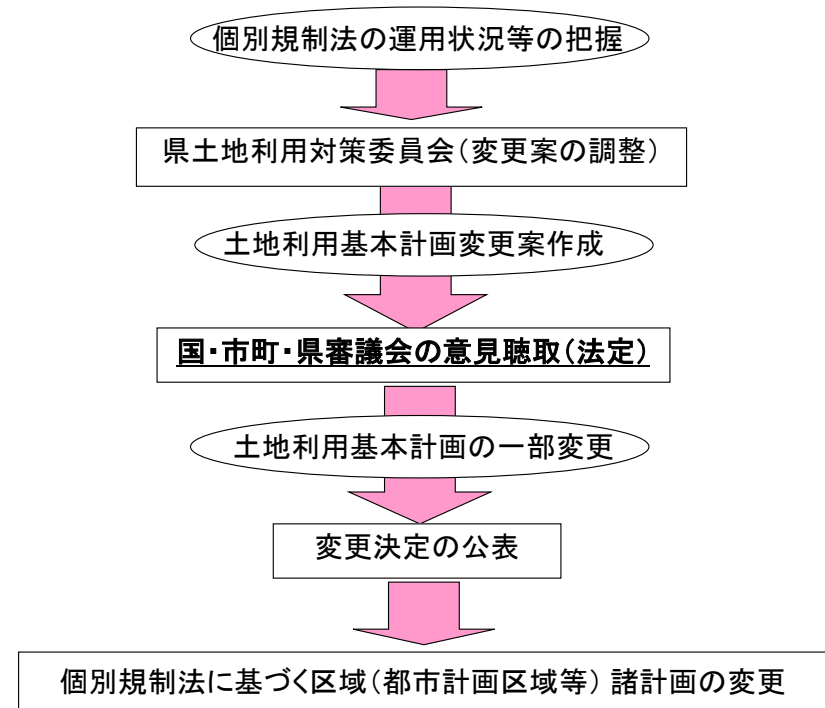 個別規制法の運用状況等の把握
県土地利用対策委員会(変更案の調整)
土地利用基本計画変更案作成
国・市町・県審議会の意見聴取(法定)
土地利用基本計画の一部変更
変更決定の公表
個別規制法に基づく区域(都市計画区域等) 諸計画の変更